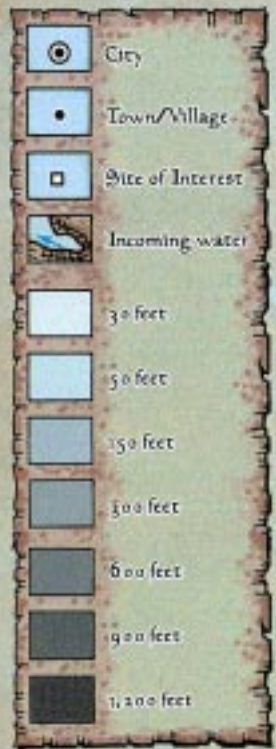 City
Town/Village
Site of Interest
Incoming water
30 feet
50 feet
150 feet
300 feet
600 feet
900 feet
1,200 feet